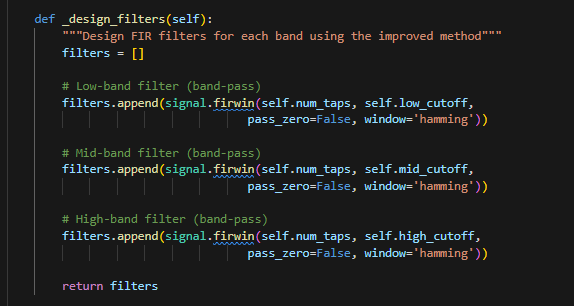 def _design_filters(self):
"""Design FIR filters for each band using the improved method"""
filters = []
# Low-band filter (band-pass)
filters.append(signal.firwin(self.num_taps, self.low_cutoff,
pass_zero=False, window='hamming'))
# Mid-band filter (band-pass)
filters.append(signal.firwin(self.num_taps, self.mid_cutoff,
pass_zero=False, window='hamming'))
# High-band filter (band-pass)
filters.append(signal.firwin(self.num_taps, self.high_cutoff,
pass_zero=False, window='hamming'))
return filters